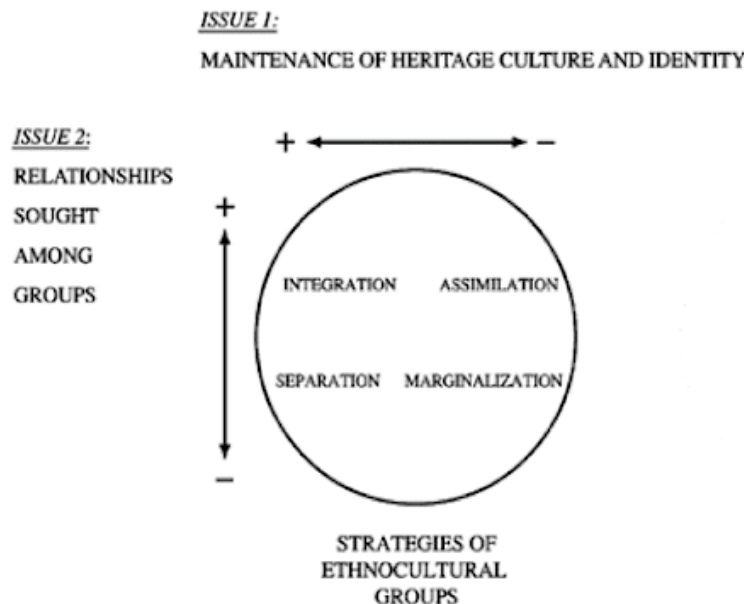 ISSUE 1:
MAINTENANCE OF HERITAGE CULTURE AND IDENTITY
ISSUE 2:
RELATIONSHIPS
SOUGHT
AMONG
GROUPS
+ −
+
INTEGRATION ASSIMILATION
SEPARATION MARGINALIZATION
−
STRATEGIES OF
ETHNOCULTURAL
GROUPS